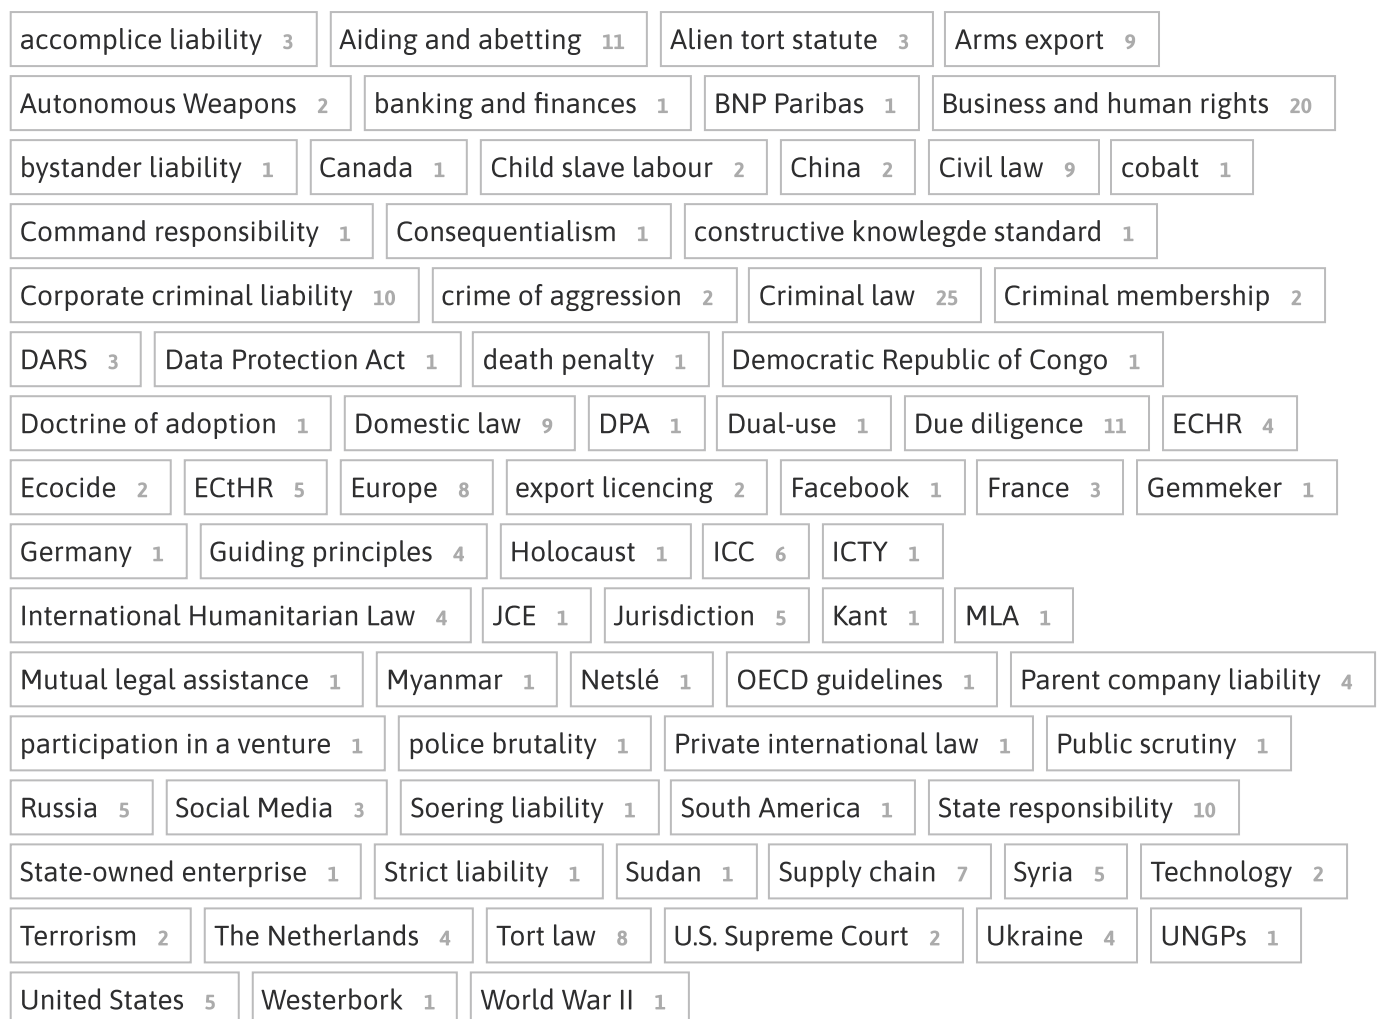 accomplice liability 3 Aiding and abetting 11 Alien tort statute 3 Arms export 9
Autonomous Weapons 2 banking and finances 1 BNP Paribas 1 Business and human rights 20
bystander liability 1 Canada 1 Child slave labour 2 China 2 Civil law 9 cobalt 1
Command responsibility 1 Consequentialism 1 constructive knowlegde standard 1
Corporate criminal liability 10 crime of aggression 2 Criminal law 25 Criminal membership 2
DARS 3 Data Protection Act 1 death penalty 1 Democratic Republic of Congo 1
Doctrine of adoption 1 Domestic law 9 DPA 1 Dual-use 1 Due diligence 11 ECHR 4
Ecocide 2 ECtHR 5 Europe 8 export licencing 2 Facebook 1 France 3 Gemmeker 1
Germany 1 Guiding principles 4 Holocaust 1 ICC 6 ICTY 1
International Humanitarian Law 4 JCE 1 Jurisdiction 5 Kant 1 MLA 1
Mutual legal assistance 1 Myanmar 1 Netslé 1 OECD guidelines 1 Parent company liability 4
participation in a venture 1 police brutality 1 Private international law 1 Public scrutiny 1
Russia 5 Social Media 3 Soering liability 1 South America 1 State responsibility 10
State-owned enterprise 1 Strict liability 1 Sudan 1 Supply chain 7 Syria 5 Technology 2
Terrorism 2 The Netherlands 4 Tort law 8 U.S. Supreme Court 2 Ukraine 4 UNGPs 1
United States 5 Westerbork 1 World War II 1